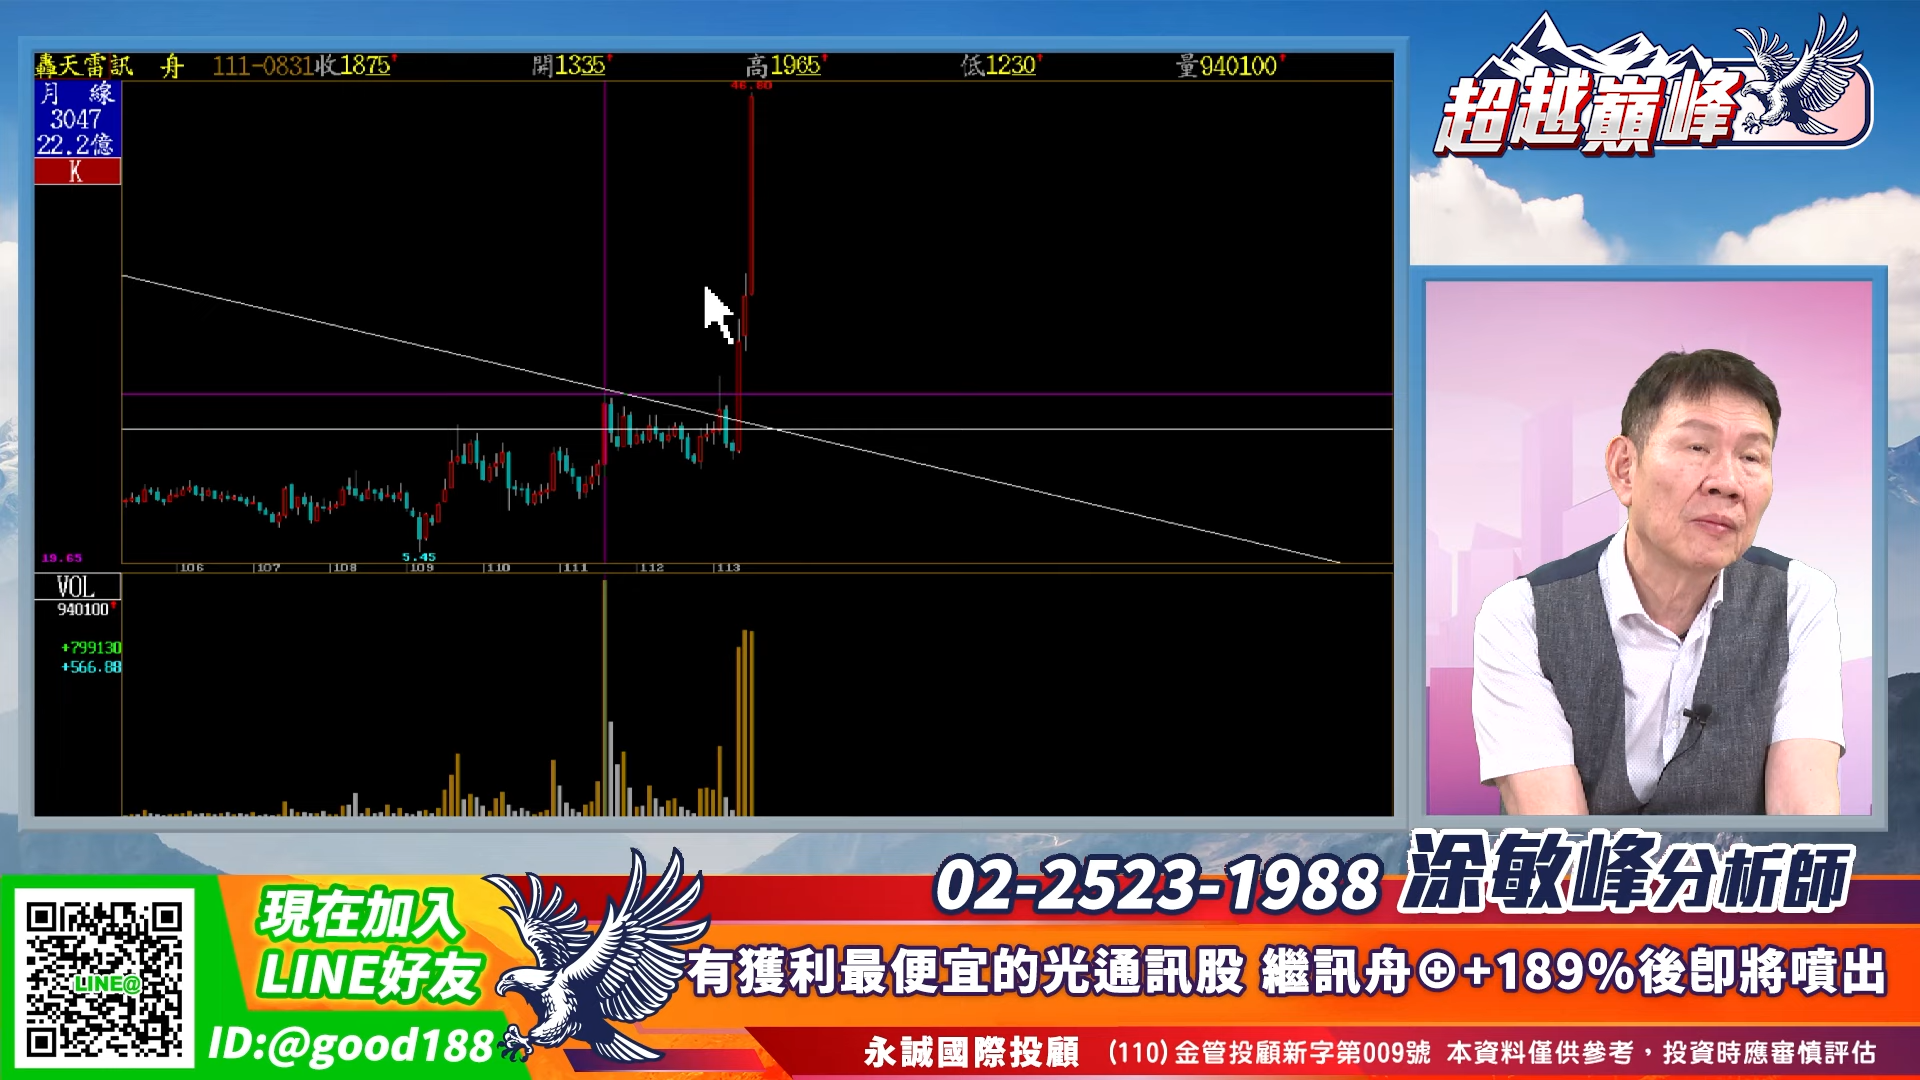 轟天雷訊 舟 111-0831收1875 開1335 高1965 低1230 量940100
月 線
3047
22.2億
K
46.80
19.65
5.45
106 107 108 109 110 111 112 113
VOL
940100
+799130
+566.88
超越巔峰
02-2523-1988 涂敏峰分析師
現在加入
LINE好友
LINE@
ID:@good188
有獲利最便宜的光通訊股 繼訊舟⊕+189%後即將噴出
永誠國際投顧 (110)金管投顧新字第009號 本資料僅供參考，投資時應審慎評估